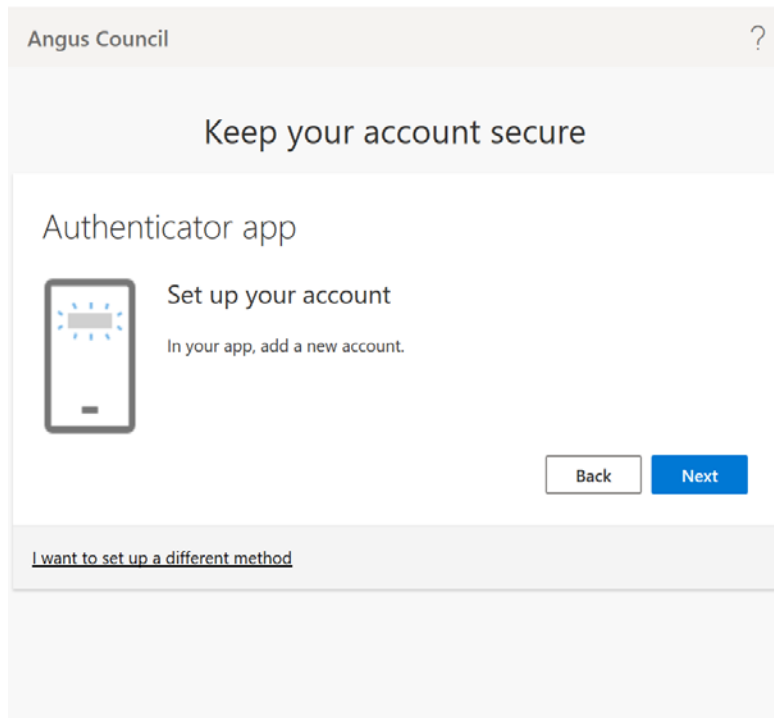 Angus Council
?
Keep your account secure
Authenticator app
Set up your account
In your app, add a new account.
Back
Next
I want to set up a different method